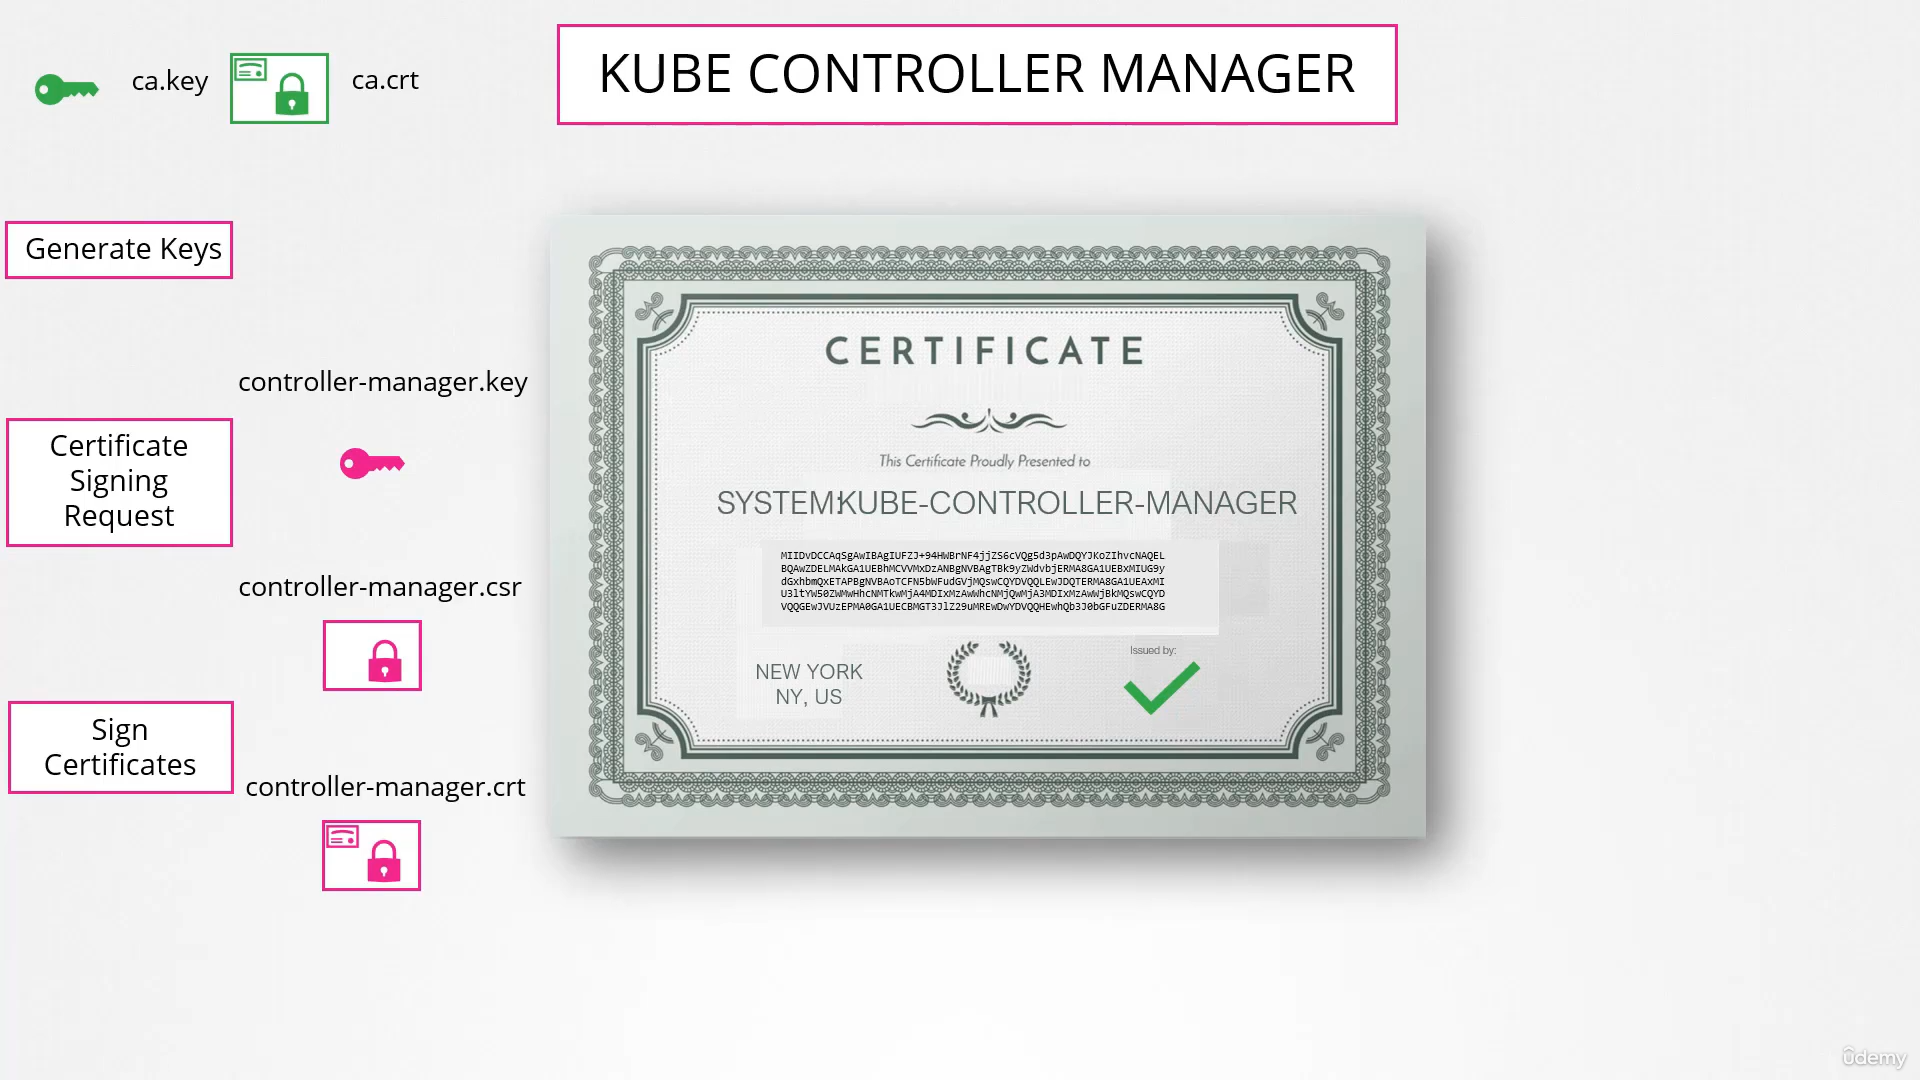 ca.key
ca.crt
KUBE CONTROLLER MANAGER
Generate Keys
controller-manager.key
Certificate
Signing
Request
controller-manager.csr
Sign
Certificates
controller-manager.crt
CERTIFICATE
This Certificate Proudly Presented to
SYSTEM:KUBE-CONTROLLER-MANAGER
MIIDvDCCAqSgAwIBAgIUFZJ+94HWBrNF4jjZS6cVQg5d3pAwDQYJKoZIhvcNAQEL
BQAwZDELMAkGA1UEBhMCVVMxDzANBgNVBAgTBk9yZWdvbjERMA8GA1UEBxMIUG9y
dGxhbmQxETAPBgNVBAoTCFN5bWFudGVjMQswCQYDVQQLEwJDQTERMA8GA1UEAxMI
U3ltYW50ZWMwHhcNMTkwMjA4MDIxMzAwWhcNMjQwMjA3MDIxMzAwWjBkMQswCQYD
VQQGEwJVUzEPMA0GA1UECBMGT3JlZ29uMREwDwYDVQQHEwhQb3J0bGFuZDERMA8G
NEW YORK
NY, US
Issued by:
ûdemy